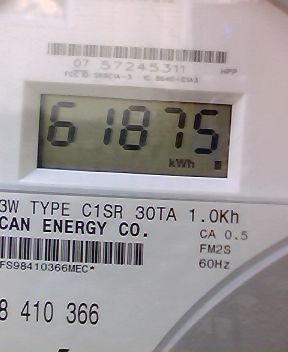 07 57245311
61875
kWh
3W TYPE C1SR 30TA 1.0Kh
CAN ENERGY CO.
CA 0.5
FM2S
60Hz
FS98410366MEC*
8 410 366